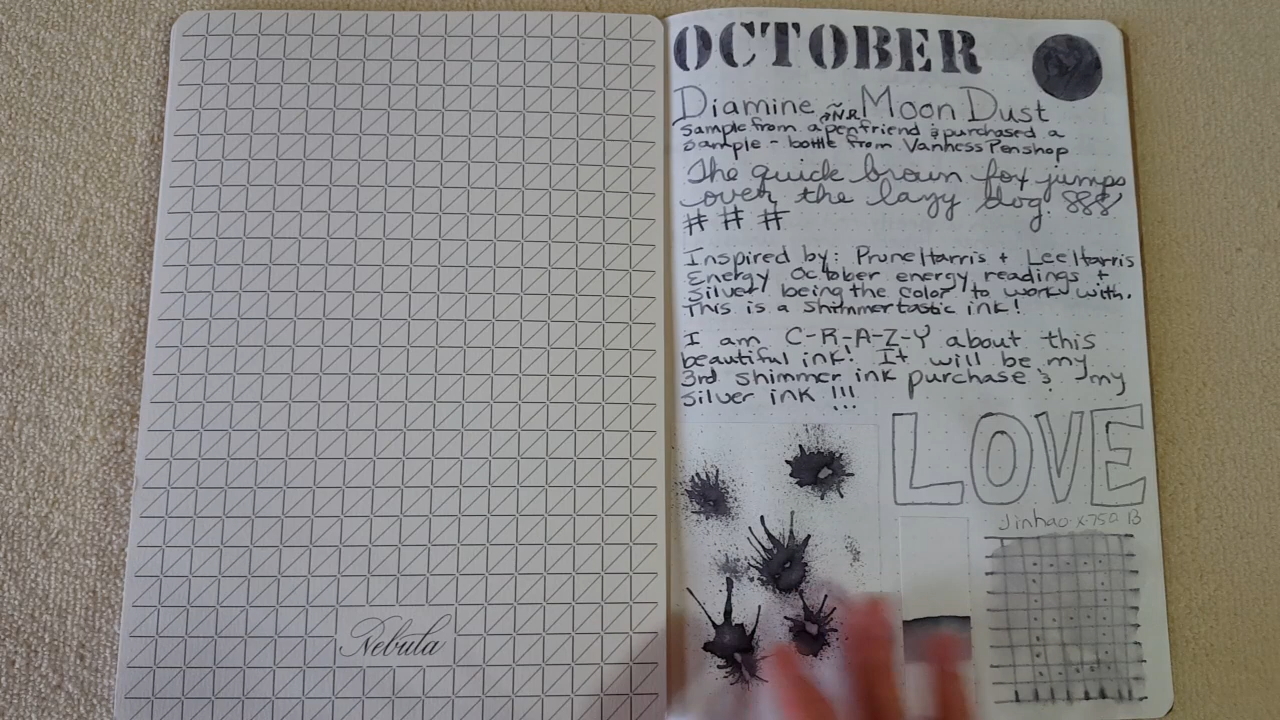 OCTOBER
Diamine Moon Dust
Sample from a pen friend & purchased a
Sample - bottle from Vanness Penshop
The quick brown fox jumps
over the lazy dog. 888
# # #
Inspired by: Prune Harris + Lee Harris
Energy October energy readings +
Silver being the color to work with.
This is a shimmertastic ink!
I am C-R-A-Z-Y about this
beautiful ink! It will be my
3rd shimmer ink purchase & my
silver ink!!!
LOVE
Jinhao X-750 B
Nebula